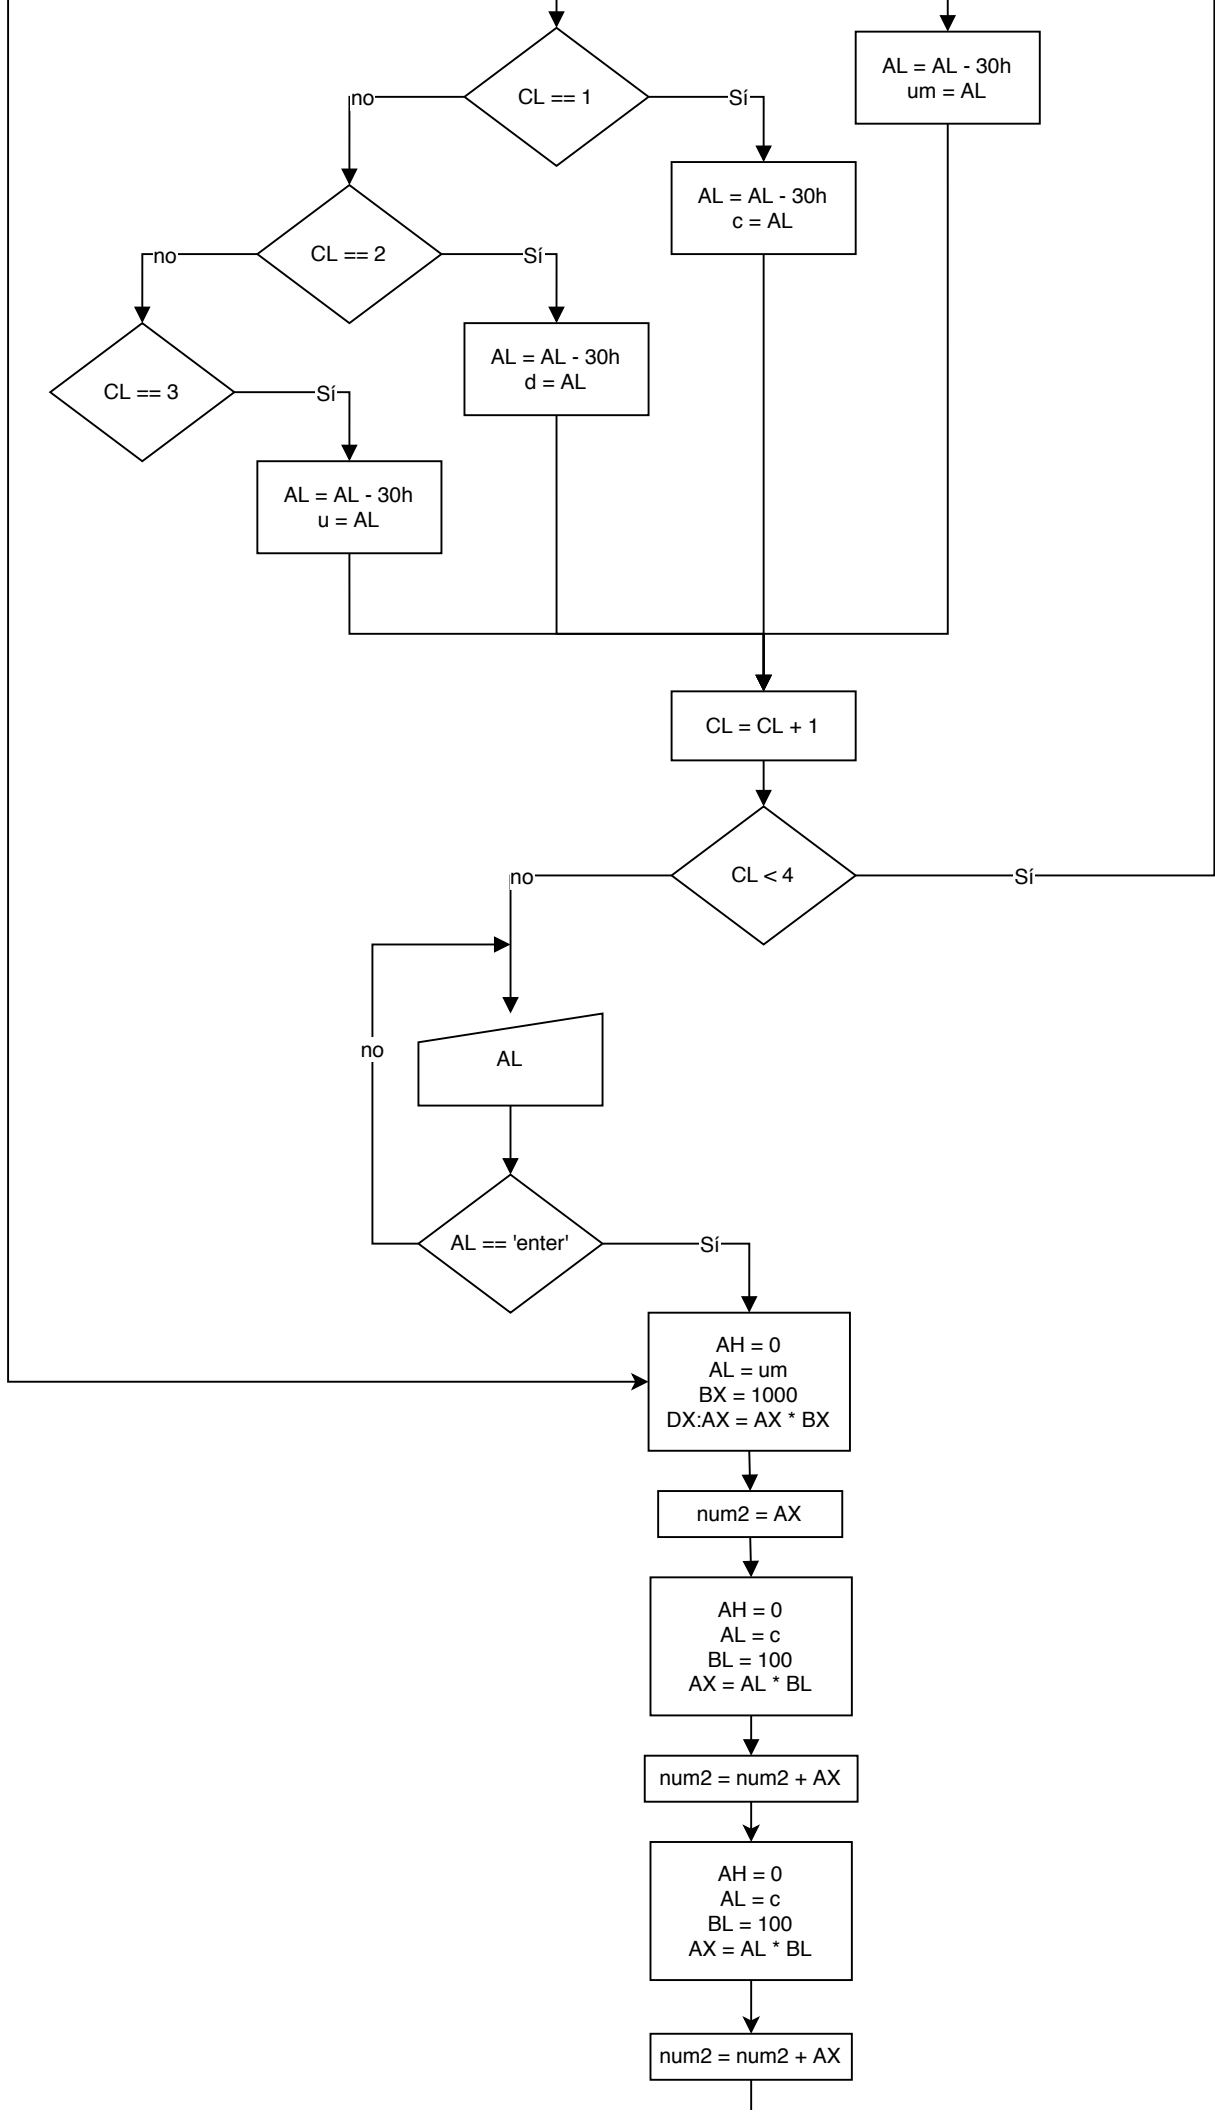 AL = AL - 30h
um = AL
CL == 1
no
Sí
AL = AL - 30h
c = AL
CL == 2
no
Sí
AL = AL - 30h
d = AL
CL == 3
Sí
AL = AL - 30h
u = AL
CL = CL + 1
CL < 4
no
Sí
AL
no
AL == 'enter'
Sí
AH = 0
AL = um
BX = 1000
DX:AX = AX * BX
num2 = AX
AH = 0
AL = c
BL = 100
AX = AL * BL
num2 = num2 + AX
AH = 0
AL = c
BL = 100
AX = AL * BL
num2 = num2 + AX